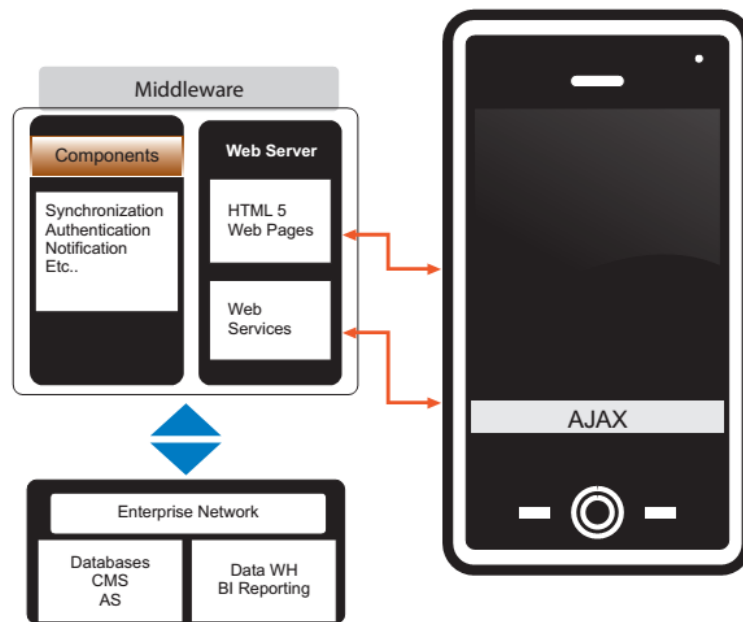 Middleware
Components
Synchronization
Authentication
Notification
Etc..
Web Server
HTML 5
Web Pages
Web
Services
AJAX
Enterprise Network
Databases
CMS
AS
Data WH
BI Reporting